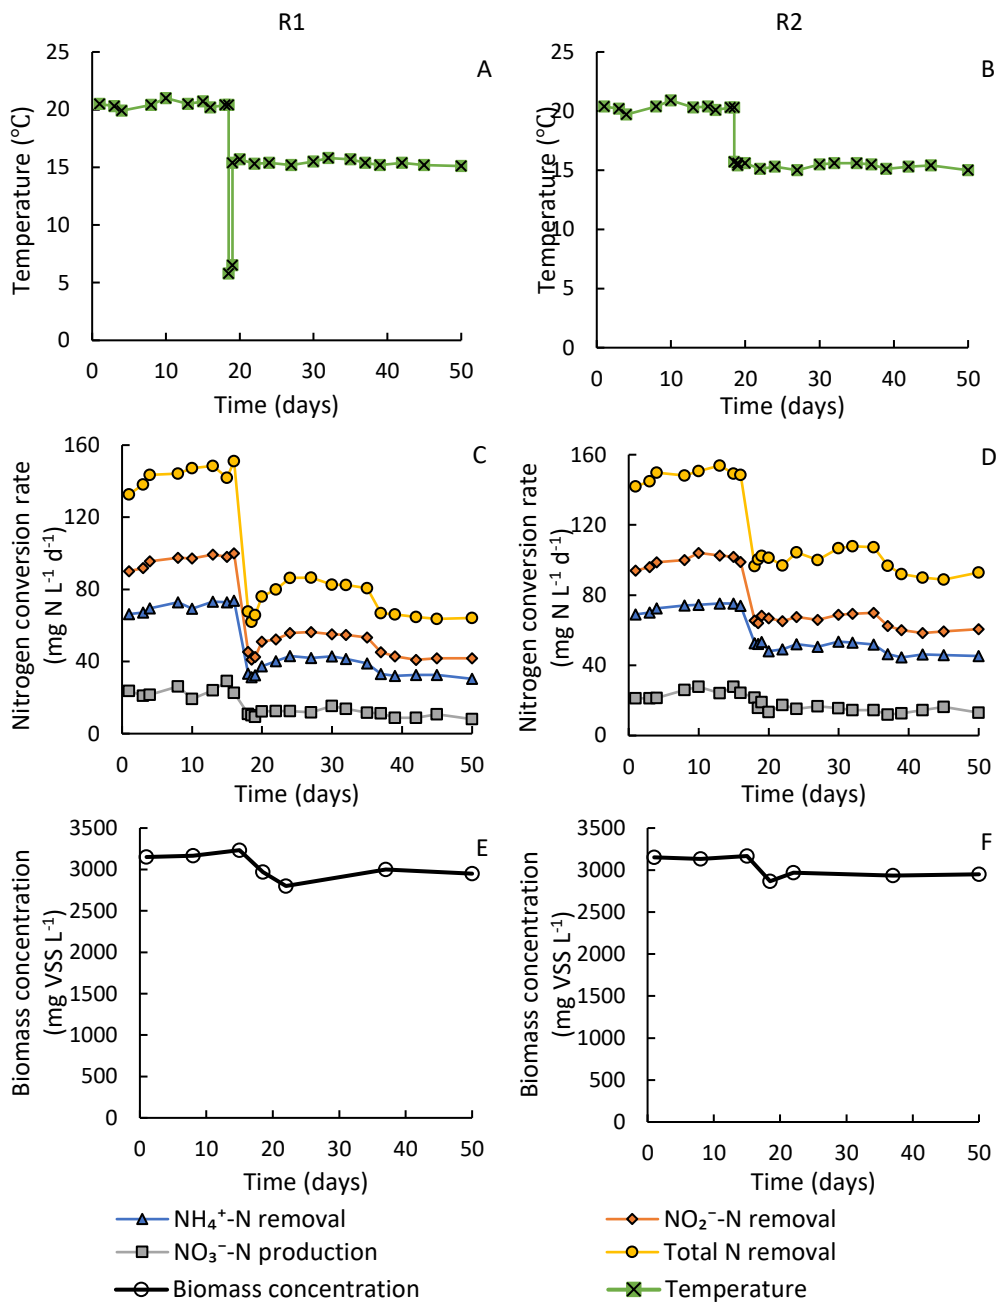 R1
R2
A
B
Temperature (°C)
25
20
15
10
5
0
0 10 20 30 40 50
Time (days)
Temperature (°C)
25
20
15
10
5
0
0 10 20 30 40 50
Time (days)
C
D
Nitrogen conversion rate
(mg N L⁻¹ d⁻¹)
160
120
80
40
0
0 10 20 30 40 50
Time (days)
Nitrogen conversion rate
(mg N L⁻¹ d⁻¹)
160
120
80
40
0
0 10 20 30 40 50
Time (days)
E
F
Biomass concentration
(mg VSS L⁻¹)
3500
3000
2500
2000
1500
1000
500
0
0 10 20 30 40 50
Time (days)
Biomass concentration
(mg VSS L⁻¹)
3500
3000
2500
2000
1500
1000
500
0
0 10 20 30 40 50
Time (days)
NH₄⁺-N removal
NO₂⁻-N removal
NO₃⁻-N production
Total N removal
Biomass concentration
Temperature